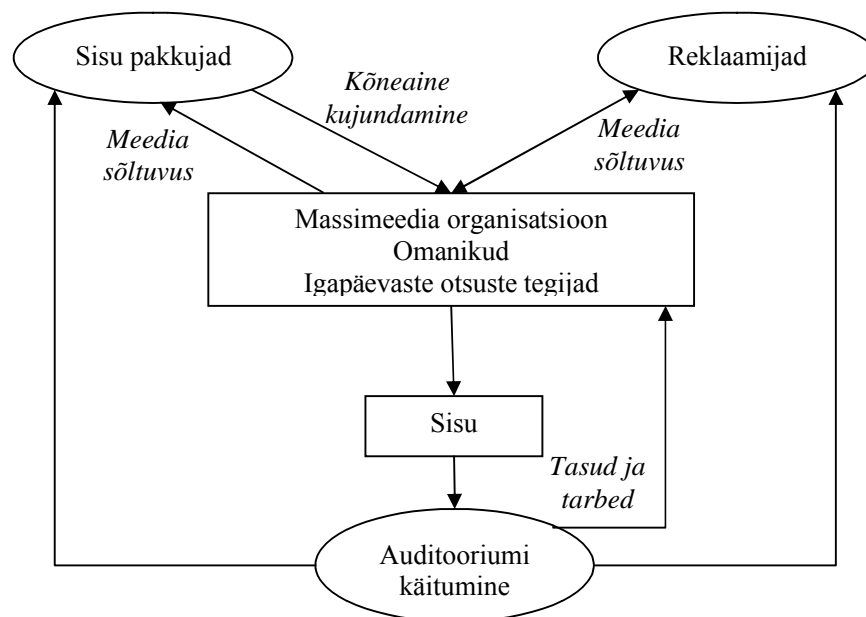 Sisu pakkujad
Reklaamijad
Kõneaine
kujundamine
Meedia
sõltuvus
Meedia
sõltuvus
Massimeedia organisatsioon
Omanikud
Igapäevaste otsuste tegijad
Sisu
Tasud ja
tarbed
Auditooriumi
käitumine